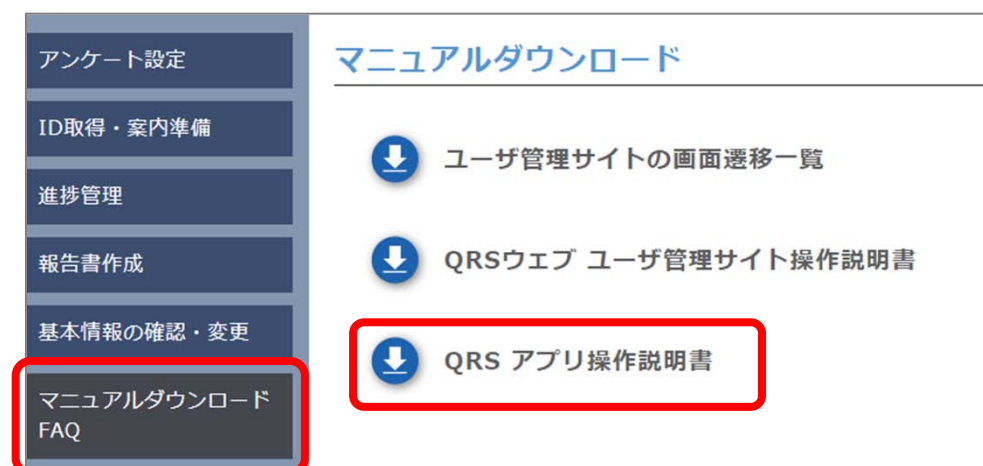 アンケート設定
ID取得・案内準備
進捗管理
報告書作成
基本情報の確認・変更
マニュアルダウンロード
FAQ
マニュアルダウンロード
ユーザ管理サイトの画面遷移一覧
QRSウェブ ユーザ管理サイト操作説明書
QRS アプリ操作説明書